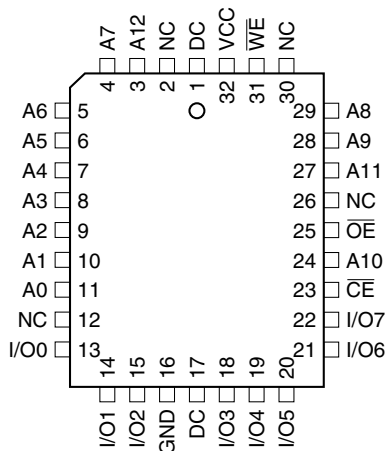 A7 A12 NC DC VCC W̅E̅ NC
4 3 2 1 32 31 30
A6 5 29 A8
A5 6 28 A9
A4 7 27 A11
A3 8 26 NC
A2 9 25 O̅E̅
A1 10 24 A10
A0 11 23 C̅E̅
NC 12 22 I/O7
I/O0 13 21 I/O6
14 15 16 17 18 19 20
I/O1 I/O2 GND DC I/O3 I/O4 I/O5